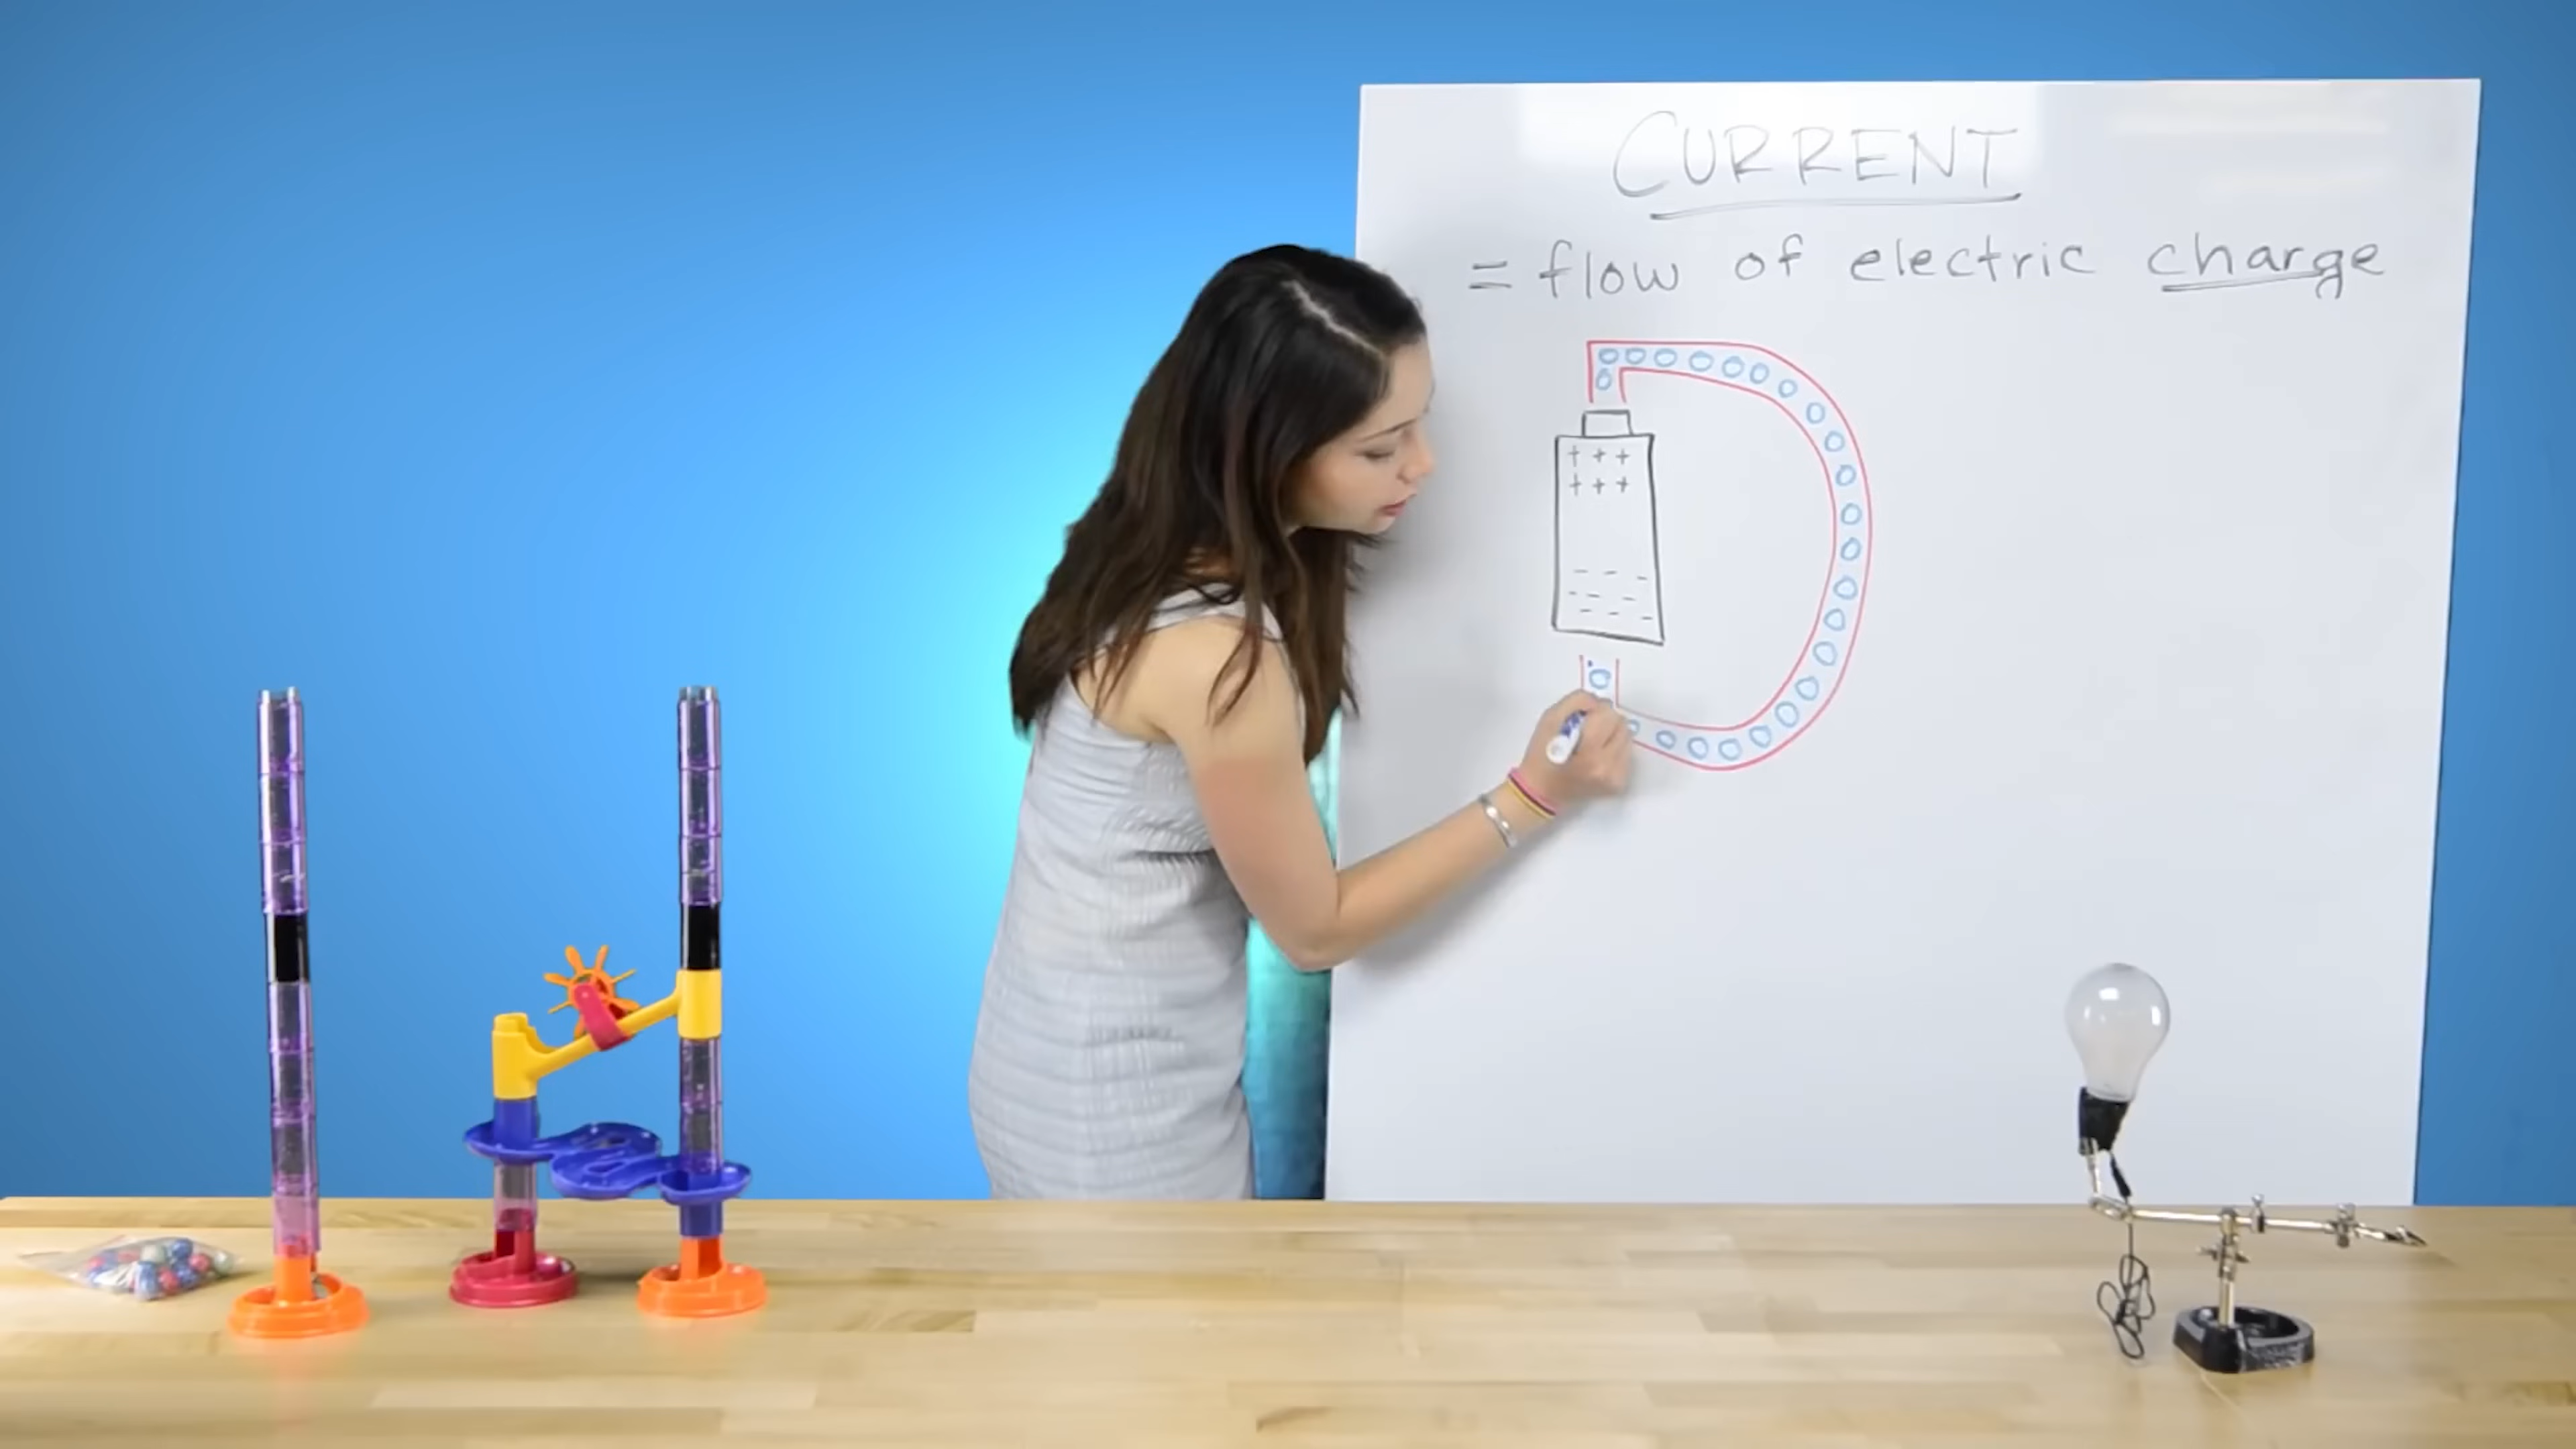 CURRENT
= flow of electric charge
+ + +
+ + +
- - -
- - -
- - -